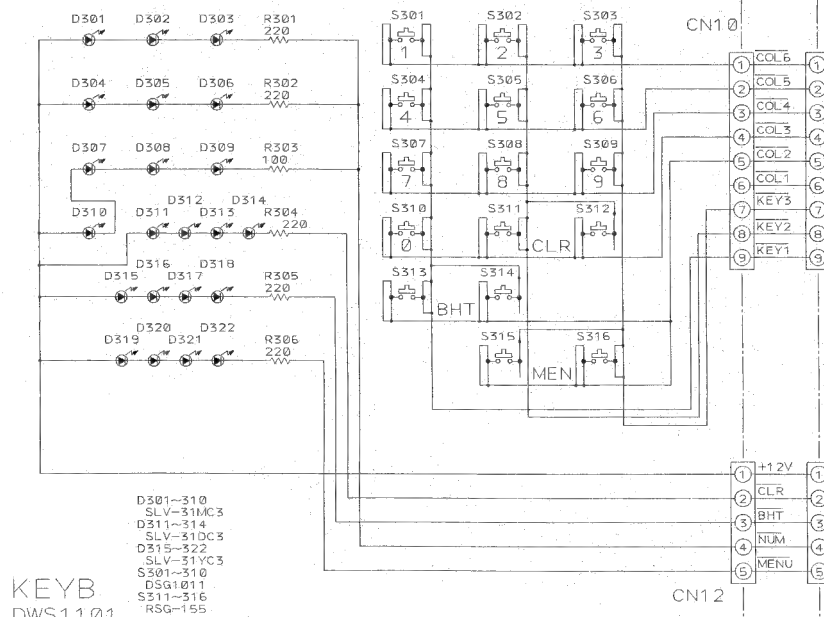 D301 D302 D303 R301
220
D304 D305 D306 R302
220
D307 D308 D309 R303
100
D310 D311 D312 D313 D314 R304
220
D315 D316 D317 D318 R305
220
D319 D320 D321 D322 R306
220
S301 S302 S303
1 2 3
S304 S305 S306
4 5 6
S307 S308 S309
7 8 9
S310 S311 S312
0 CLR
S313 S314
BHT
S315 S316
MEN
CN10
1 COL6 1
2 COL5 2
3 COL4 3
4 COL3 4
5 COL2 5
6 COL1 6
7 KEY3 7
8 KEY2 8
9 KEY1 9
1 +12V 1
2 CLR 2
3 BHT 3
4 NUM 4
5 MENU 5
CN12
D301~310
SLV-31MC3
D311~314
SLV-31DC3
D315~322
SLV-31YC3
S301~310
DSG1011
S311~316
RSG-155
KEYB
DWS1101